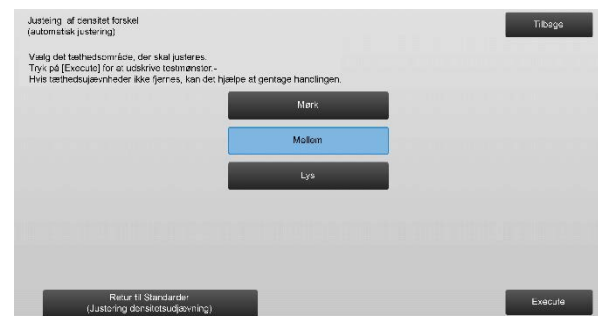 Justeing af densitet forskel
(automatisk justering)
Tilbage
Vælg det tæthedsområde, der skal justeres.
Tryk på [Execute] for at udskrive testmønster.-
Hvis tæthedsujævnheder ikke fjernes, kan det hjælpe at gentage handlingen.
Mørk
Mellem
Lys
Retur til Standarder
(Justering densitetsudjævning)
Execute